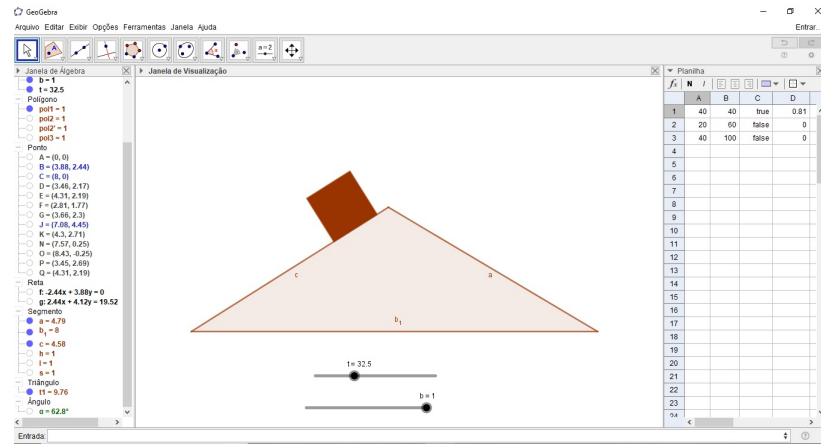 GeoGebra
Arquivo Editar Exibir Opções Ferramentas Janela Ajuda
Entrar...
a=2
Janela de Álgebra
b = 1
t = 32.5
Polígono
pol1 = 1
pol2 = 1
pol2' = 1
pol3 = 1
Ponto
A = (0, 0)
B = (3.88, 2.44)
C = (8, 0)
D = (3.46, 2.17)
E = (4.31, 2.19)
F = (2.81, 1.77)
G = (3.66, 2.3)
J = (7.08, 4.45)
K = (4.3, 2.71)
N = (7.57, 0.25)
O = (8.43, -0.25)
P = (3.45, 2.69)
Q = (4.31, 2.19)
Reta
f: -2.44x + 3.88y = 0
g: 2.44x + 4.12y = 19.52
Segmento
a = 4.79
b₁ = 8
c = 4.58
h = 1
i = 1
s = 1
Triângulo
t1 = 9.76
Ângulo
α = 62.8°
Janela de Visualização
c
a
b₁
t = 32.5
b = 1
Planilha
fx N I
A B C D
1 40 40 true 0.81
2 20 60 false 0
3 40 100 false 0
4
5
6
7
8
9
10
11
12
13
14
15
16
17
18
19
20
21
22
23
24
Entrada: